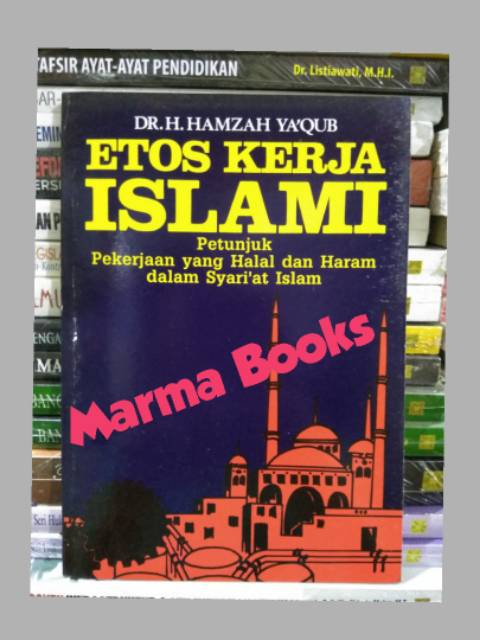 TAFSIR AYAT-AYAT PENDIDIKAN
Dr. Listiawati, M.H.I.
DR. H. HAMZAH YA'QUB
ETOS KERJA
ISLAMI
Petunjuk
Pekerjaan yang Halal dan Haram
dalam Syari'at Islam
Marma Books